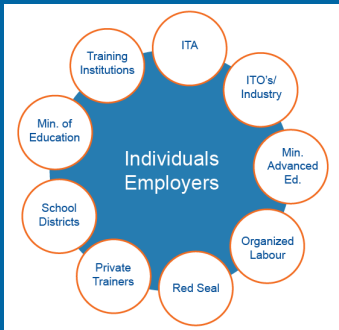 ITA
Training
Institutions
ITO's/
Industry
Min. of
Education
Individuals
Employers
Min.
Advanced
Ed.
School
Districts
Organized
Labour
Private
Trainers
Red Seal